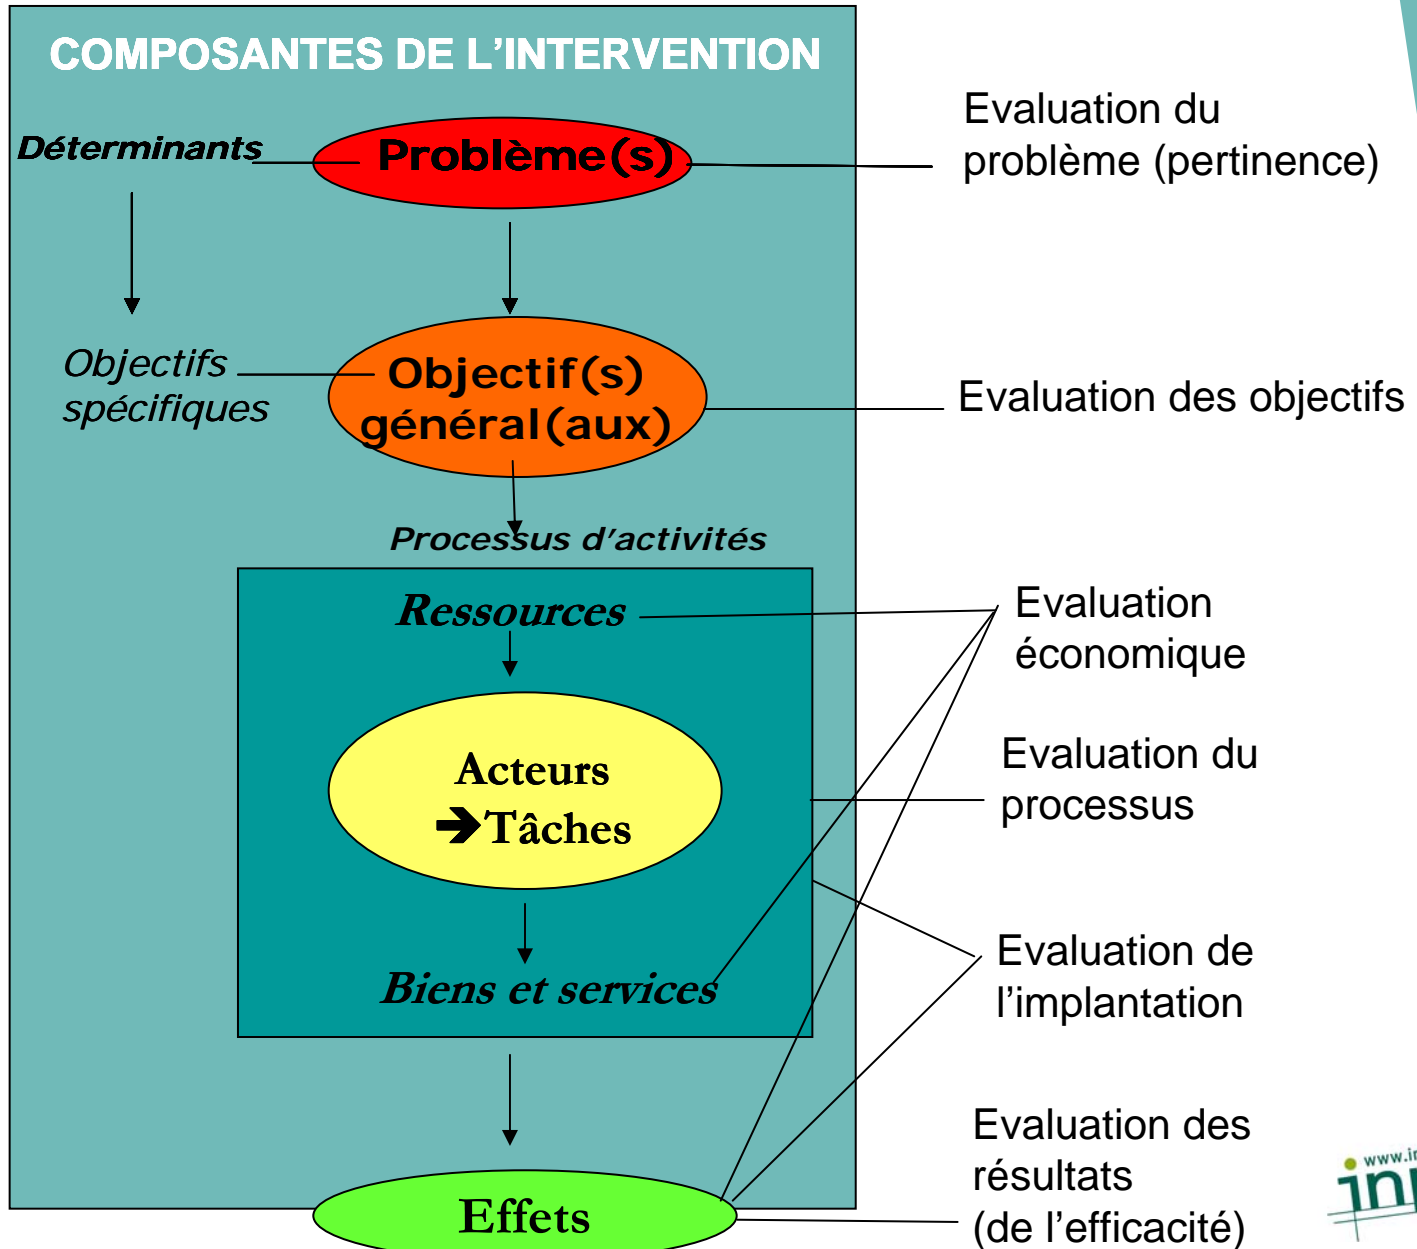 COMPOSANTES DE L'INTERVENTION
Déterminants
Problème(s)
Evaluation du
problème (pertinence)
Objectifs
spécifiques
Objectif(s)
général(aux)
Evaluation des objectifs
Processus d'activités
Ressources
Evaluation
économique
Acteurs
➔Tâches
Evaluation du
processus
Biens et services
Evaluation de
l'implantation
Effets
Evaluation des
résultats
(de l'efficacité)